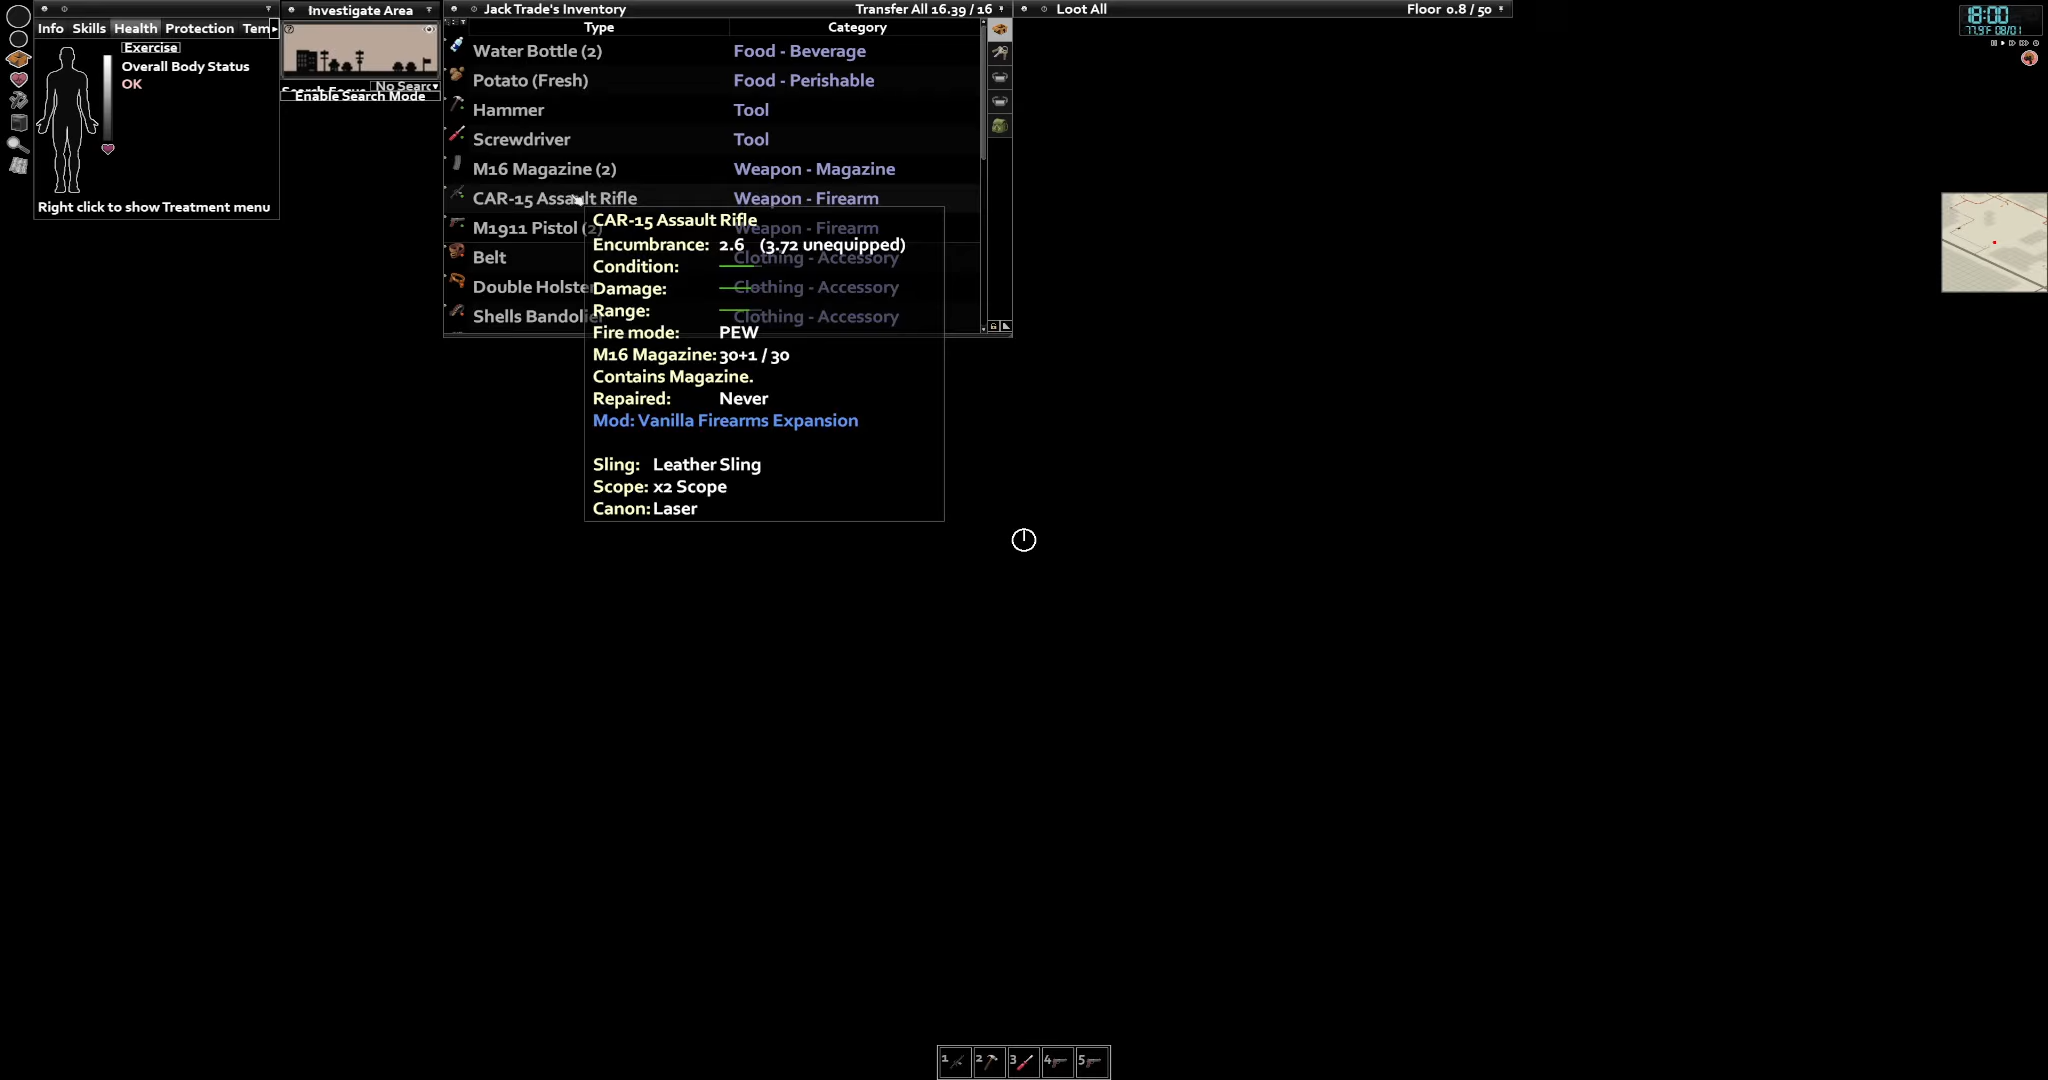 Info Skills Health Protection Tem
Exercise
Overall Body Status
OK
Right click to show Treatment menu
Investigate Area
No Searc
Enable Search Mode
Jack Trade's Inventory Transfer All 16.39 / 16
Type Category
Water Bottle (2) Food - Beverage
Potato (Fresh) Food - Perishable
Hammer Tool
Screwdriver Tool
M16 Magazine (2) Weapon - Magazine
CAR-15 Assault Rifle Weapon - Firearm
M1911 Pistol (2) Weapon - Firearm
Belt Clothing - Accessory
Double Holste Clothing - Accessory
Shells Bandolie Clothing - Accessory
CAR-15 Assault Rifle
Encumbrance: 2.6 (3.72 unequipped)
Condition:
Damage:
Range:
Fire mode: PEW
M16 Magazine: 30+1 / 30
Contains Magazine.
Repaired: Never
Mod: Vanilla Firearms Expansion
Sling: Leather Sling
Scope: x2 Scope
Canon: Laser
Loot All Floor 0.8 / 50
18:00
77.9°F 08/01
1 2 3 4 5